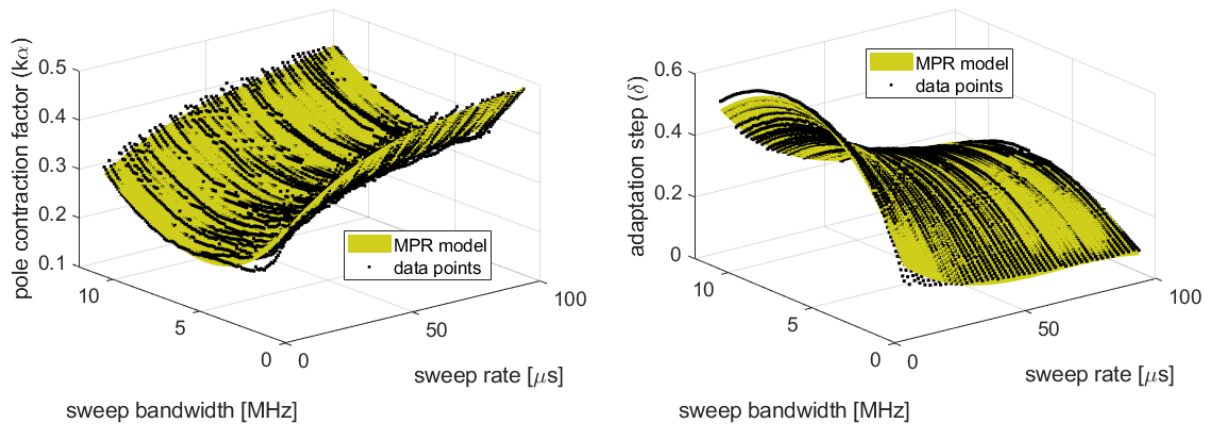 pole contraction factor (kα)
0.5
0.4
0.3
0.2
0.1
10
5
0
0
50
100
MPR model
data points
sweep rate [μs]
sweep bandwidth [MHz]
adaptation step (δ)
0.6
0.4
0.2
0
10
5
0
0
50
100
MPR model
data points
sweep rate [μs]
sweep bandwidth [MHz]